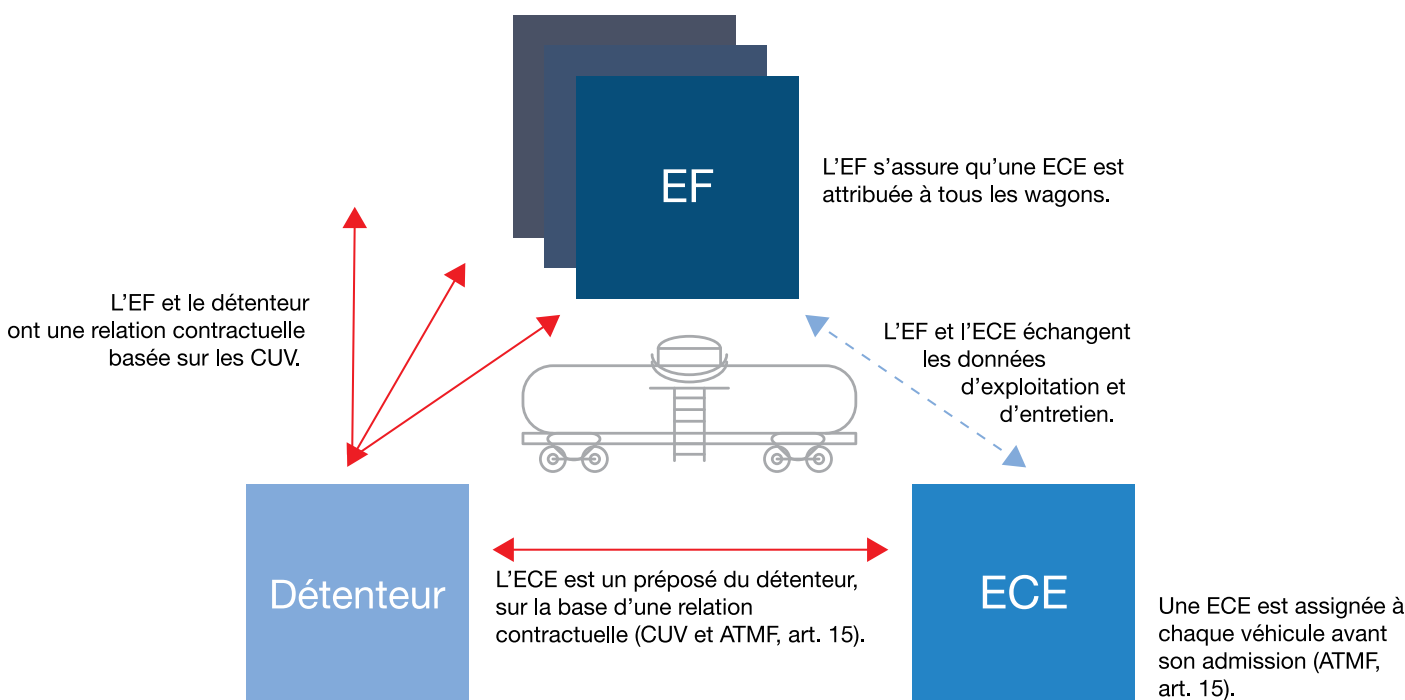 EF
L’EF s’assure qu’une ECE est
attribuée à tous les wagons.
L’EF et le détenteur
ont une relation contractuelle
basée sur les CUV.
L’EF et l’ECE échangent
les données
d’exploitation et
d’entretien.
Détenteur
L’ECE est un préposé du détenteur,
sur la base d’une relation
contractuelle (CUV et ATMF, art. 15).
ECE
Une ECE est assignée à
chaque véhicule avant
son admission (ATMF,
art. 15).